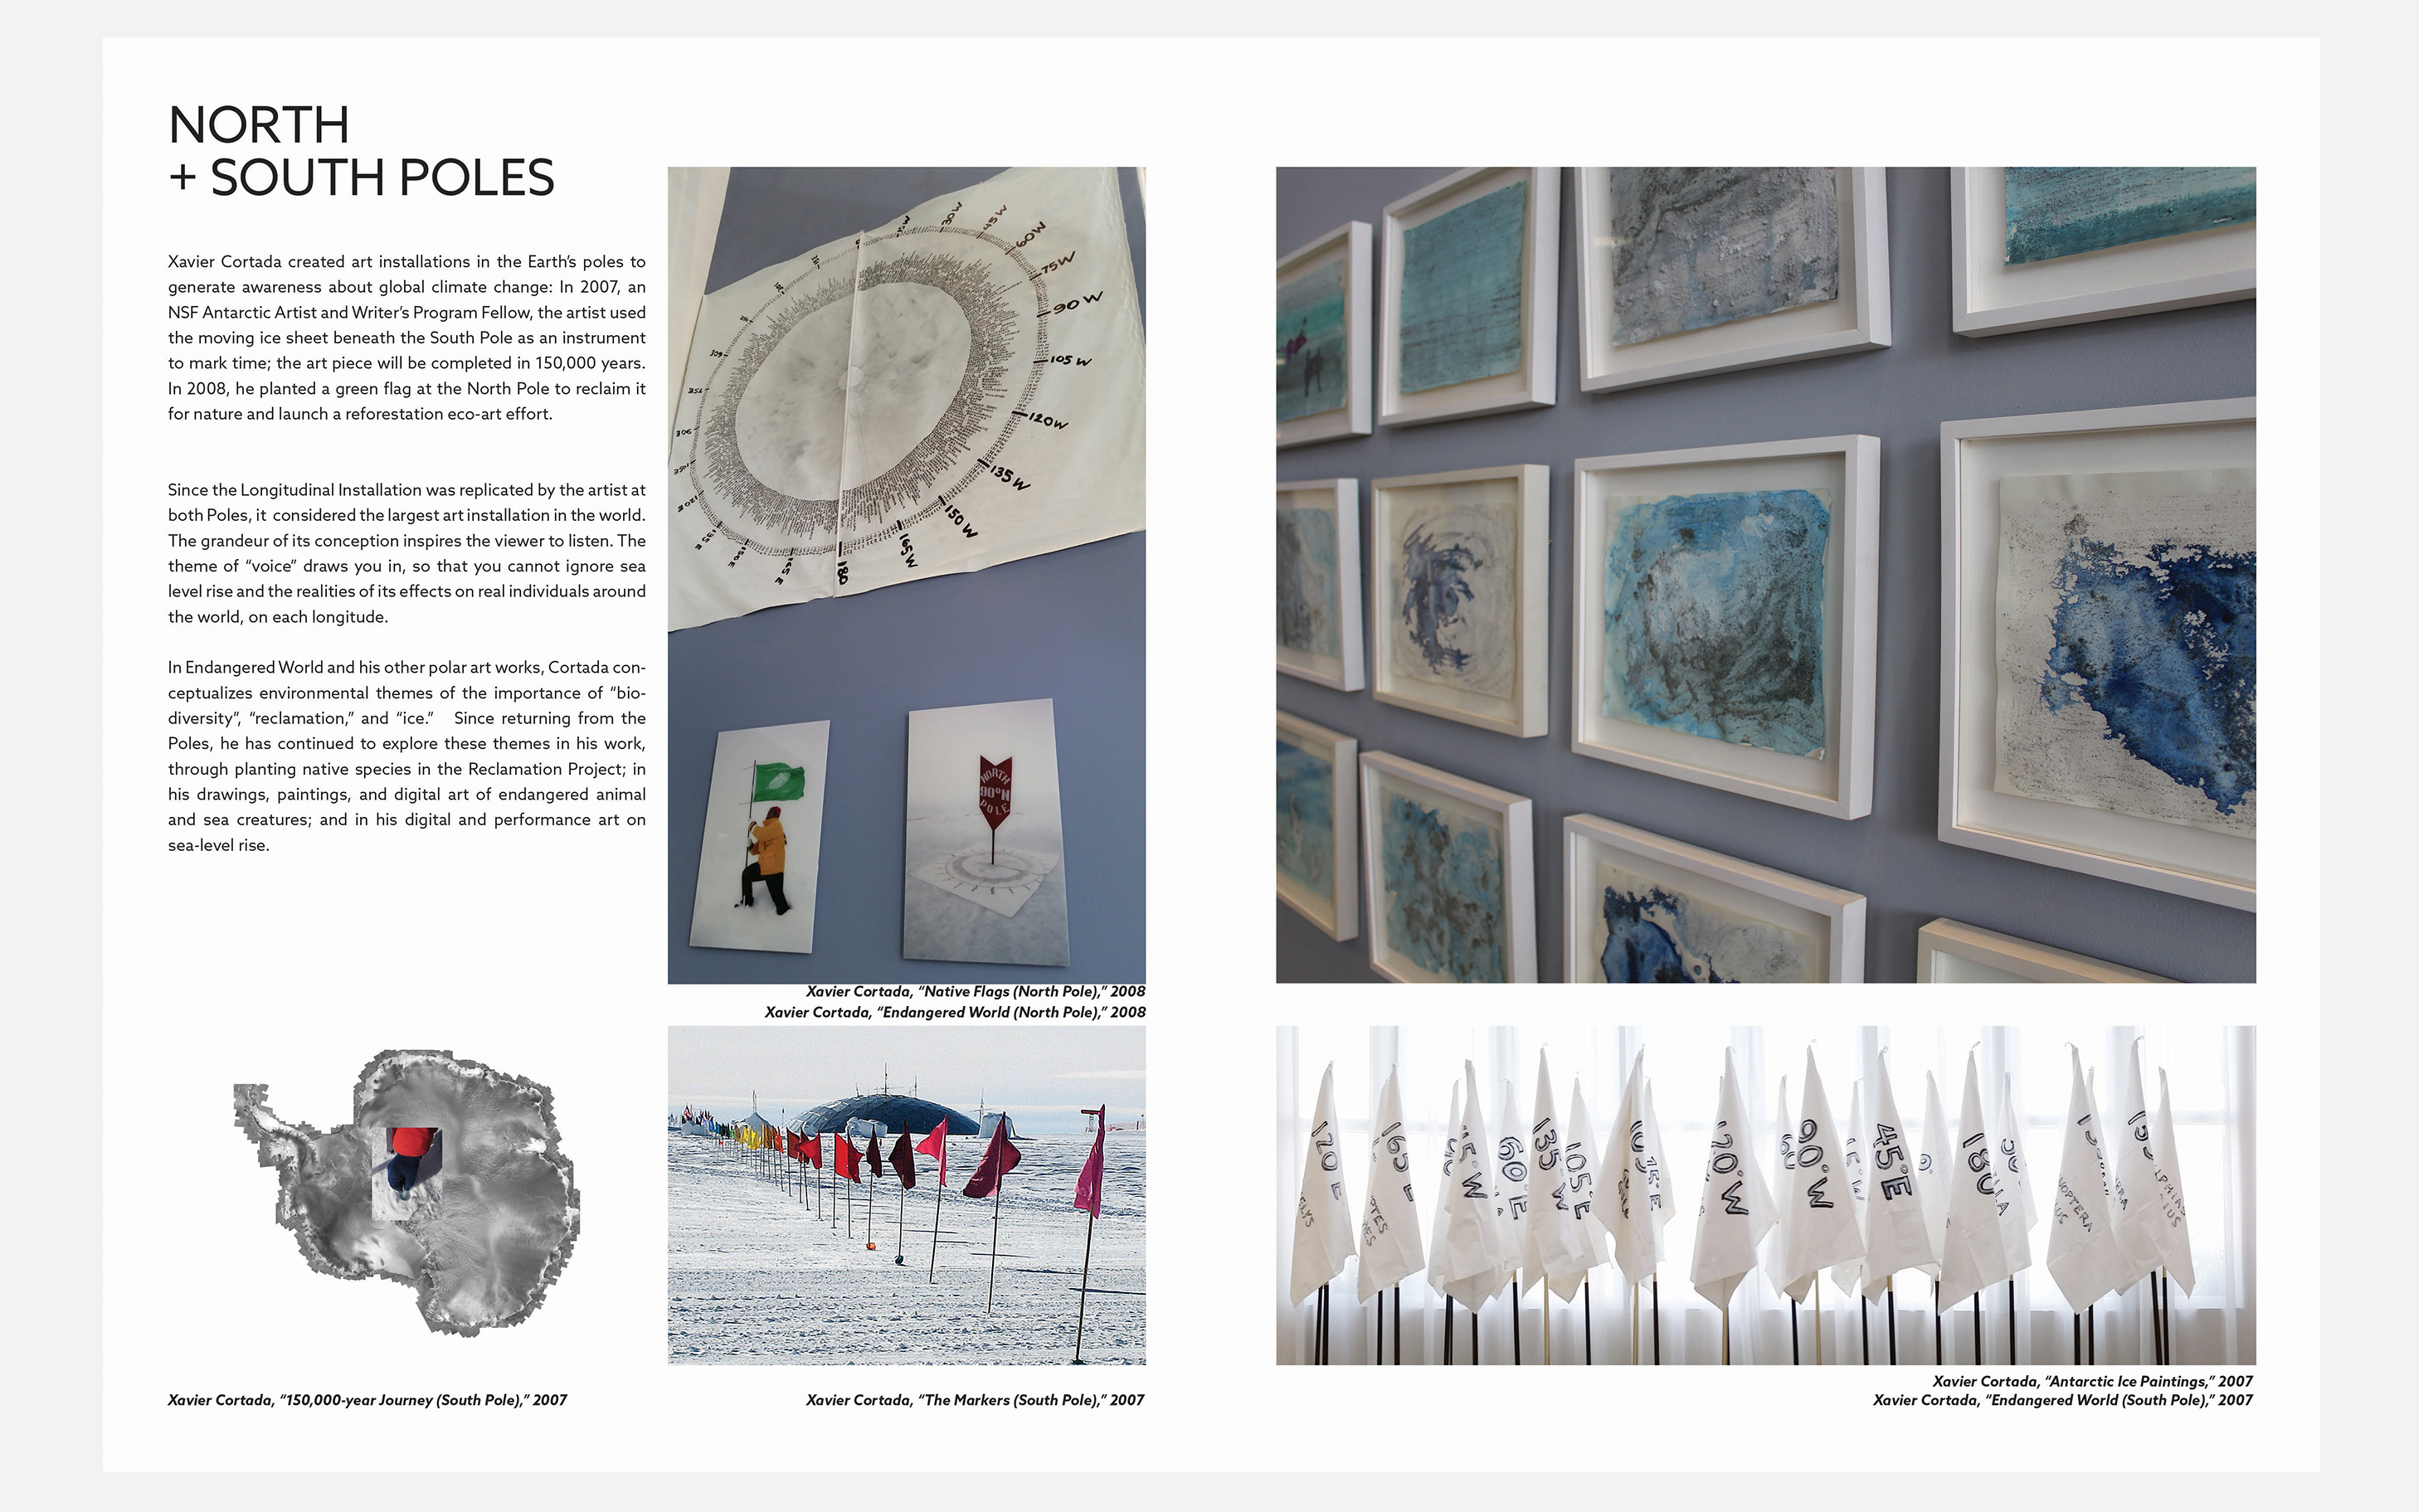 NORTH
+ SOUTH POLES
Xavier Cortada created art installations in the Earth's poles to
generate awareness about global climate change: In 2007, an
NSF Antarctic Artist and Writer's Program Fellow, the artist used
the moving ice sheet beneath the South Pole as an instrument
to mark time; the art piece will be completed in 150,000 years.
In 2008, he planted a green flag at the North Pole to reclaim it
for nature and launch a reforestation eco-art effort.
Since the Longitudinal Installation was replicated by the artist at
both Poles, it considered the largest art installation in the world.
The grandeur of its conception inspires the viewer to listen. The
theme of “voice” draws you in, so that you cannot ignore sea
level rise and the realities of its effects on real individuals around
the world, on each longitude.
In Endangered World and his other polar art works, Cortada con-
ceptualizes environmental themes of the importance of “bio-
diversity”, “reclamation,” and “ice.” Since returning from the
Poles, he has continued to explore these themes in his work,
through planting native species in the Reclamation Project; in
his drawings, paintings, and digital art of endangered animal
and sea creatures; and in his digital and performance art on
sea-level rise.
30W
45W
60W
75W
90W
105W
120W
135W
150W
165W
180
165E
150E
NORTH
90°N
POLE
Xavier Cortada, “Native Flags (North Pole),” 2008
Xavier Cortada, “Endangered World (North Pole),” 2008
Xavier Cortada, “150,000-year Journey (South Pole),” 2007
Xavier Cortada, “The Markers (South Pole),” 2007
120 E
165 E
60°E
135 W
105°E
120°W
90°W
45°E
180
Xavier Cortada, “Antarctic Ice Paintings,” 2007
Xavier Cortada, “Endangered World (South Pole),” 2007